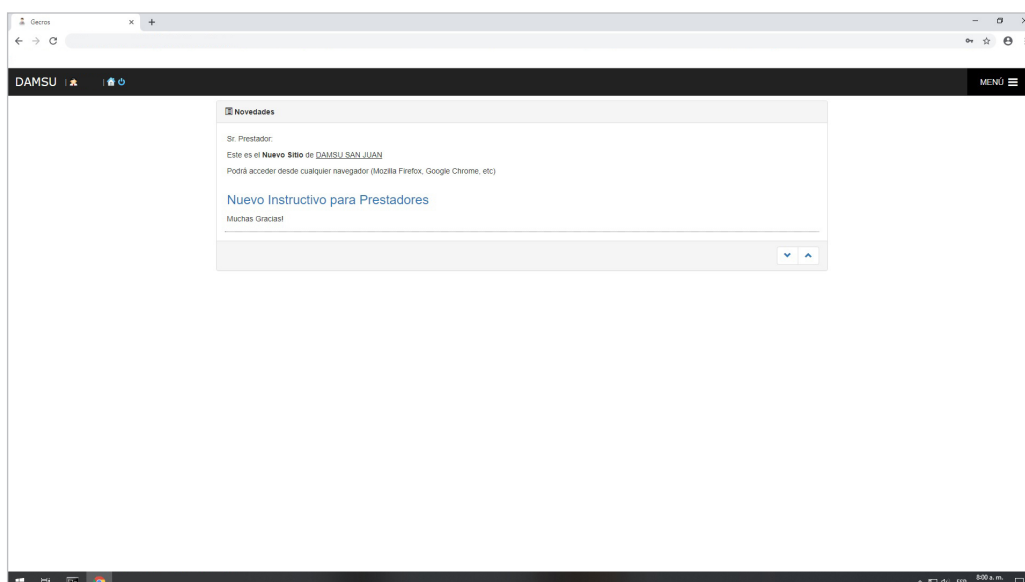 Gecros
DAMSU
MENÚ
Novedades
Sr. Prestador:
Este es el Nuevo Sitio de DAMSU SAN JUAN
Podrá acceder desde cualquier navegador (Mozilla Firefox, Google Chrome, etc)
Nuevo Instructivo para Prestadores
Muchas Gracias!
ESP
8:00 a. m.